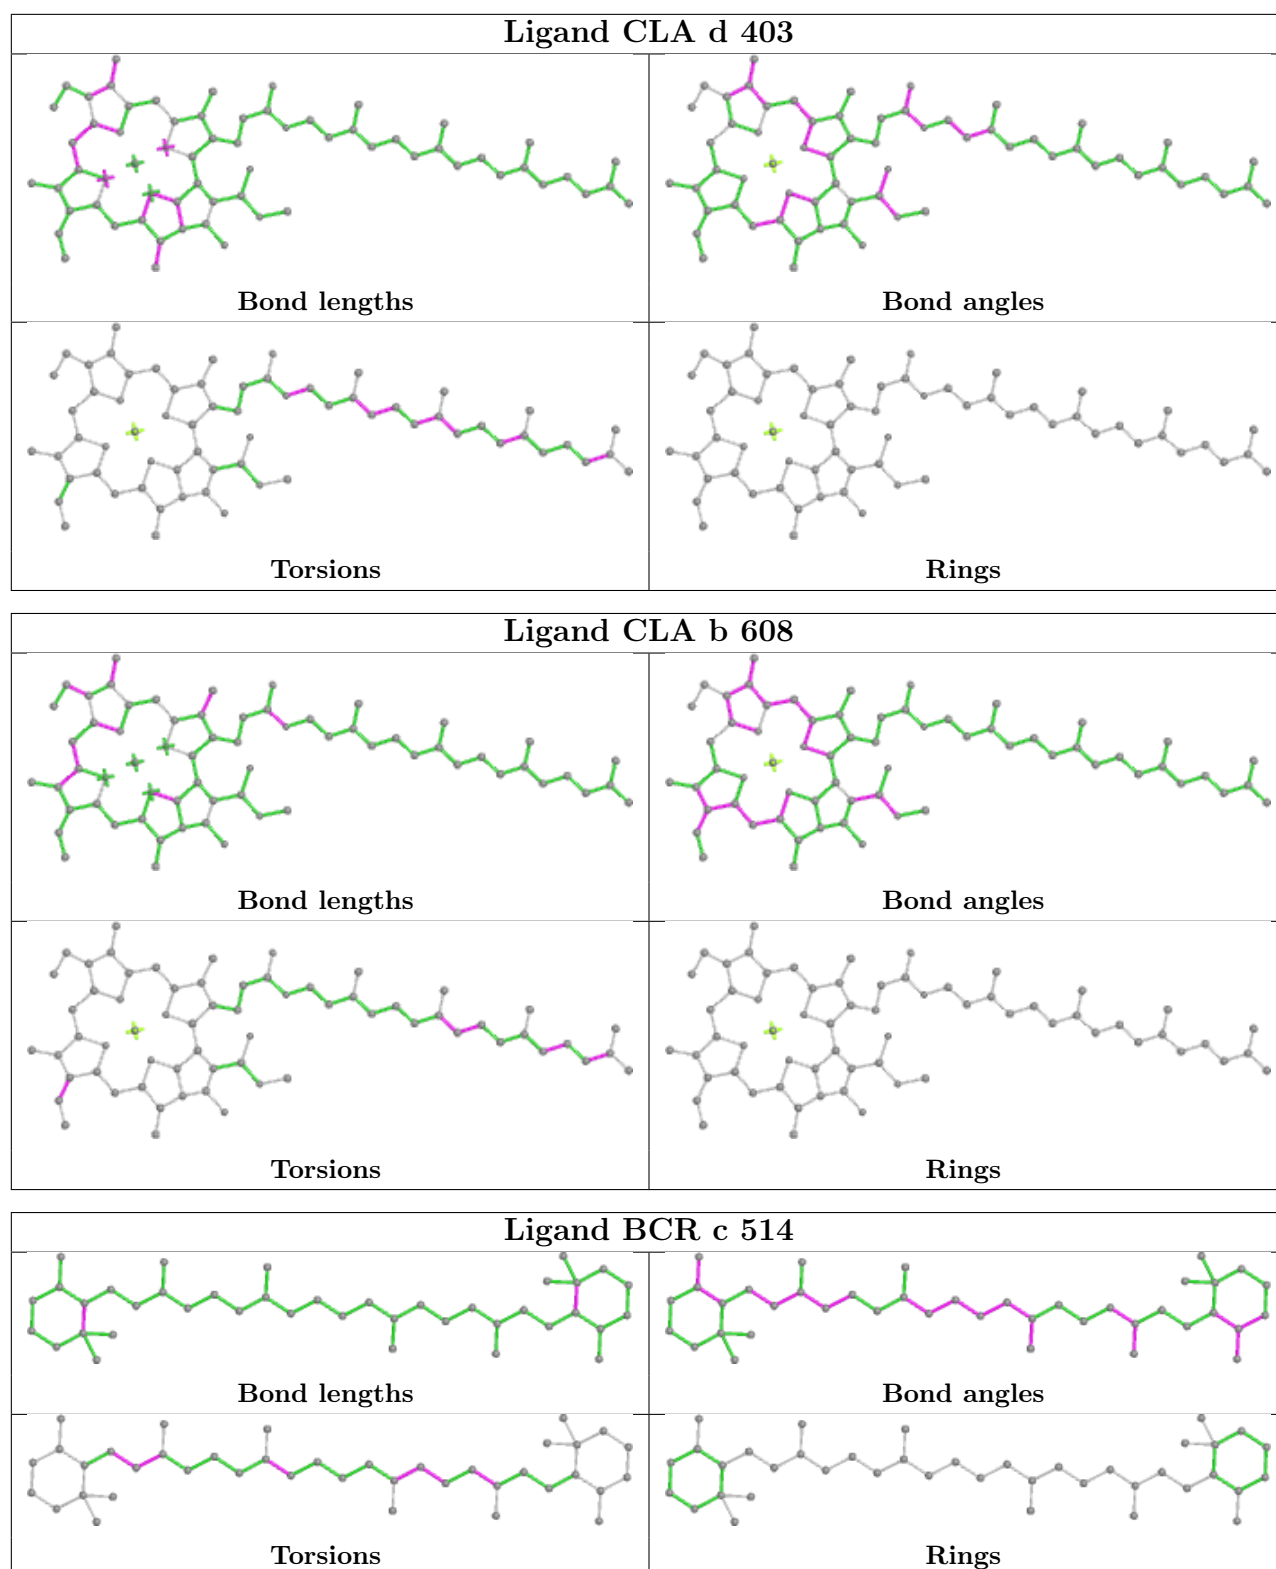 Ligand CLA d 403
Bond lengths
Bond angles
Torsions
Rings
Ligand CLA b 608
Bond lengths
Bond angles
Torsions
Rings
Ligand BCR c 514
Bond lengths
Bond angles
Torsions
Rings